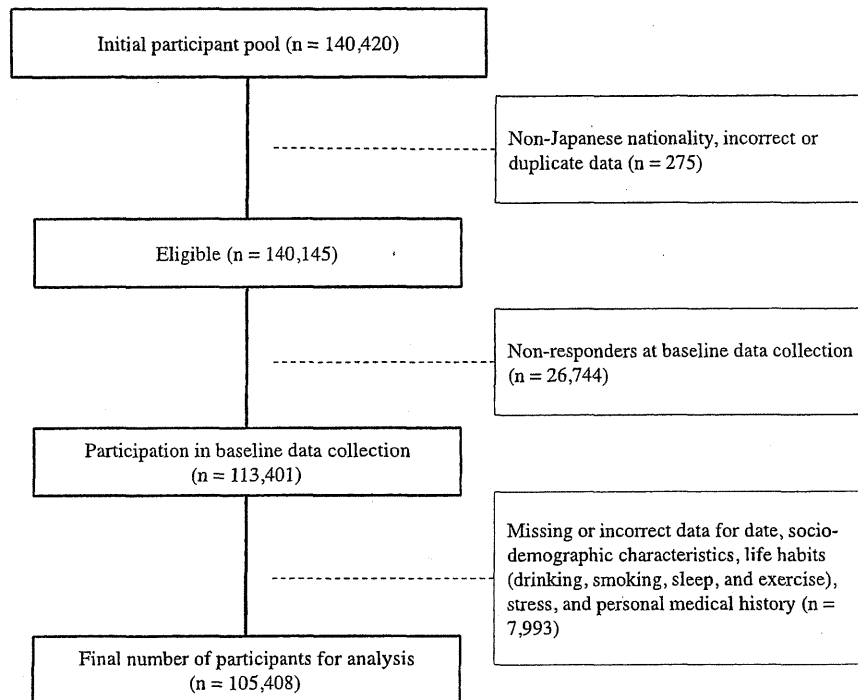 Initial participant pool (n = 140,420)
Non-Japanese nationality, incorrect or
duplicate data (n = 275)
Eligible (n = 140,145)
Non-responders at baseline data collection
(n = 26,744)
Participation in baseline data collection
(n = 113,401)
Missing or incorrect data for date, socio-
demographic characteristics, life habits
(drinking, smoking, sleep, and exercise),
stress, and personal medical history (n =
7,993)
Final number of participants for analysis
(n = 105,408)